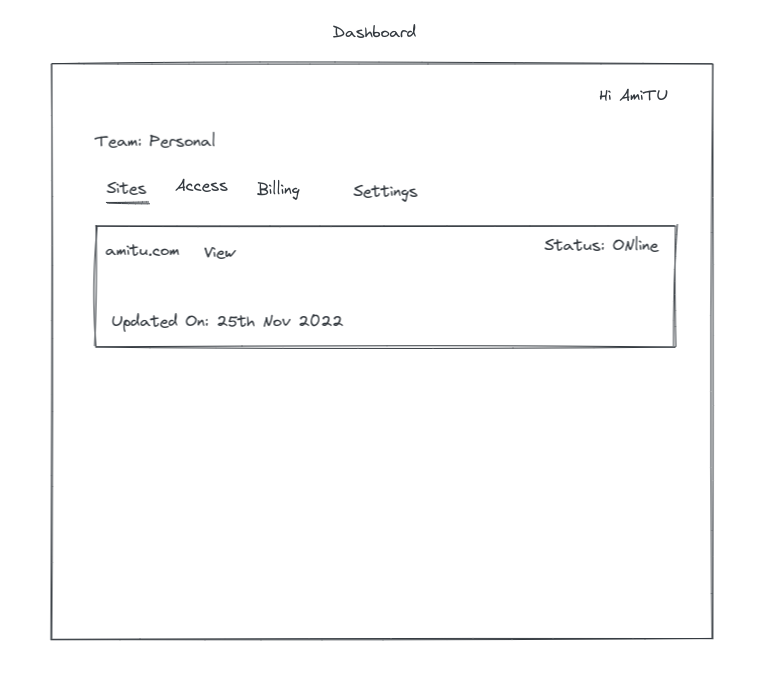 Dashboard
Hi AmiTU
Team: Personal
Sites Access Billing Settings
amitu.com View Status: ONline
Updated On: 25th Nov 2022